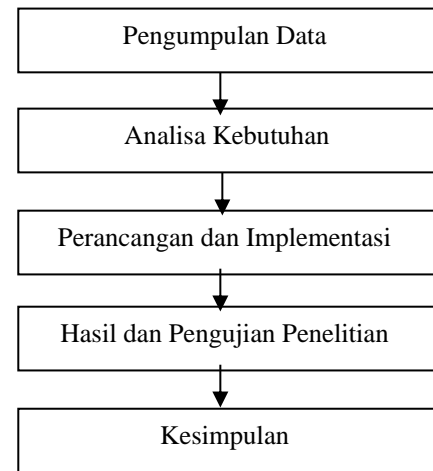 Pengumpulan Data
Analisa Kebutuhan
Perancangan dan Implementasi
Hasil dan Pengujian Penelitian
Kesimpulan